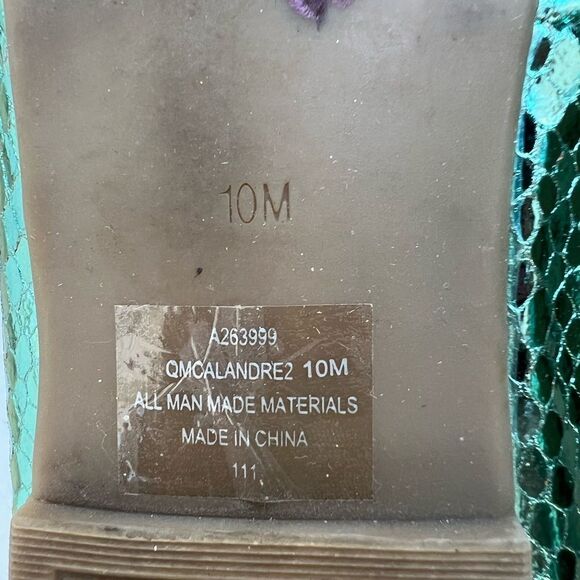 10M
A263999
QMCALANDRE2 10M
ALL MAN MADE MATERIALS
MADE IN CHINA
111